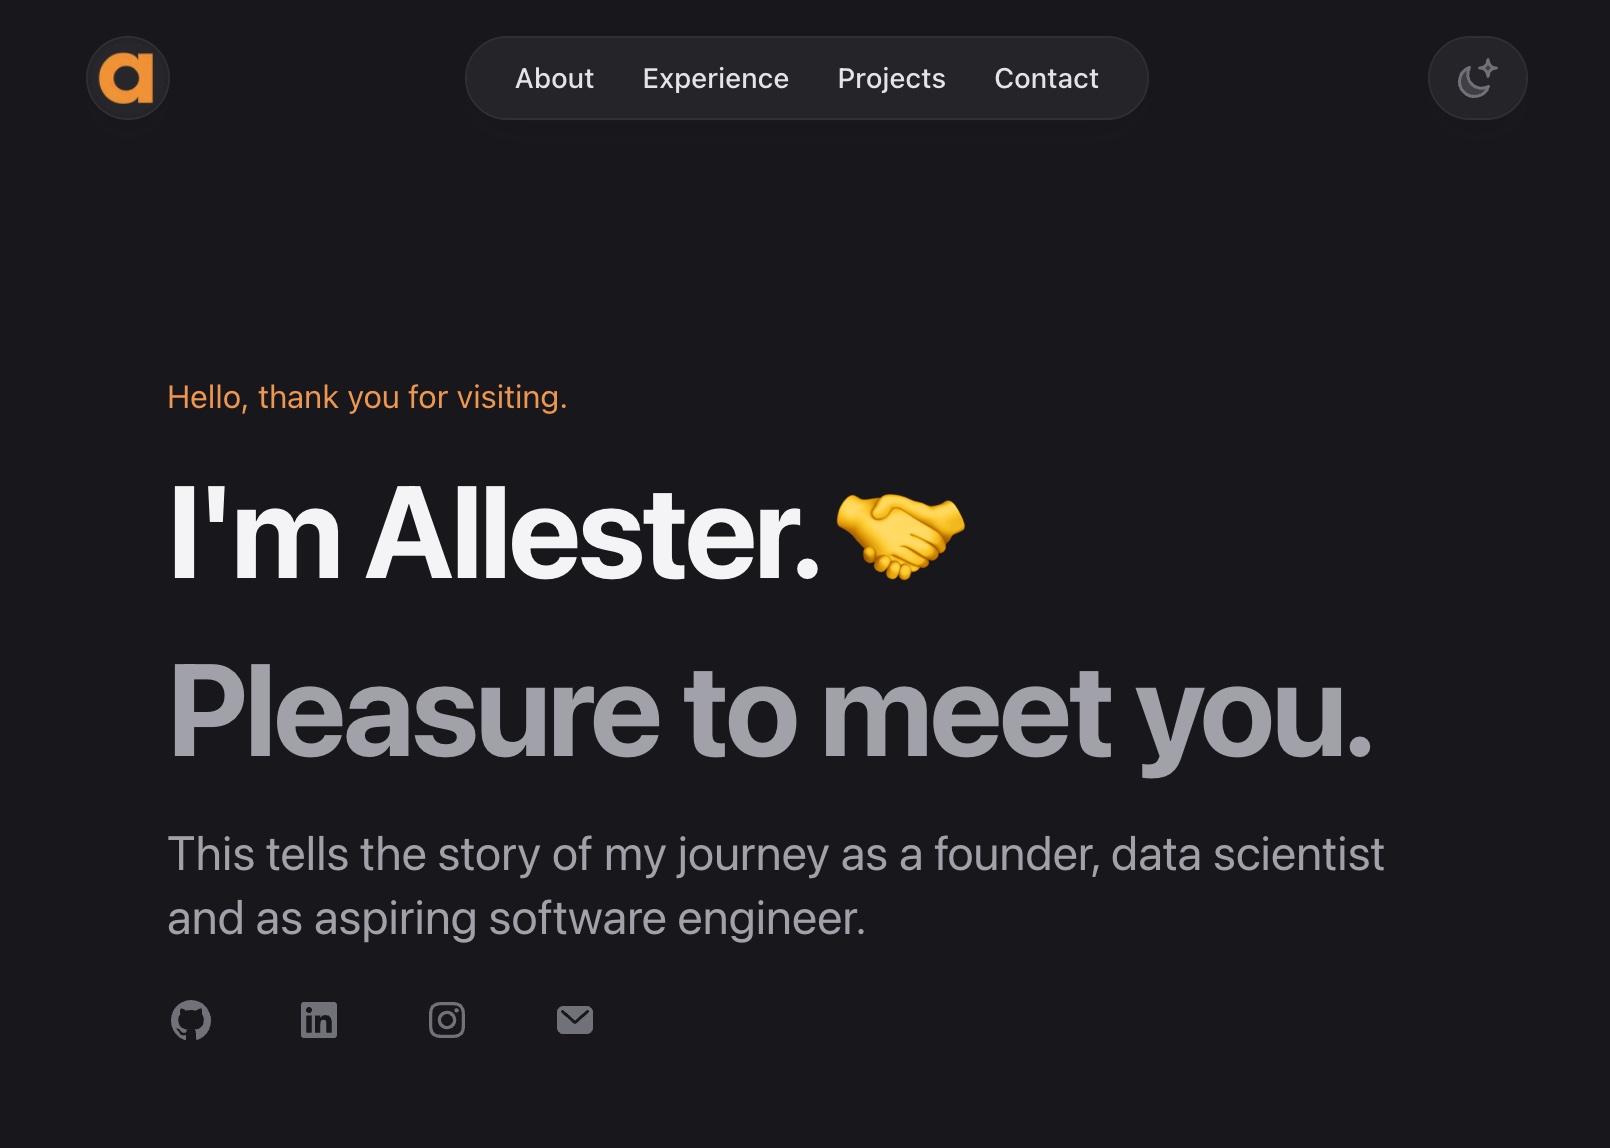 a
About Experience Projects Contact
Hello, thank you for visiting.
I'm Allester.🤝
Pleasure to meet you.
This tells the story of my journey as a founder, data scientist
and as aspiring software engineer.
in